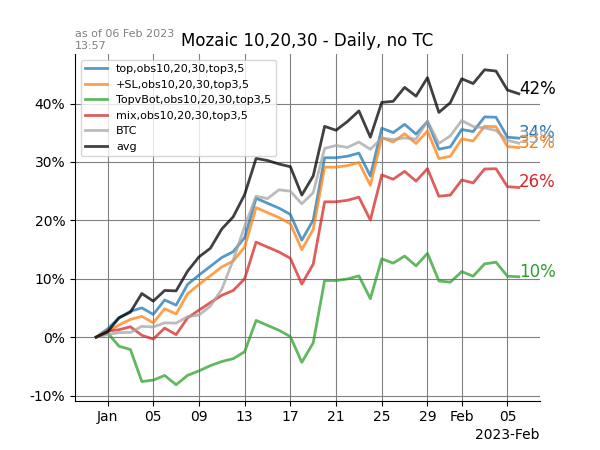 as of 06 Feb 2023
13:57
Mozaic 10,20,30 - Daily, no TC
top,obs10,20,30,top3,5
+SL,obs10,20,30,top3,5
TopvBot,obs10,20,30,top3,5
mix,obs10,20,30,top3,5
BTC
avg
42%
34%
32%
26%
10%
40%
30%
20%
10%
0%
-10%
Jan 05 09 13 17 21 25 29 Feb 05
2023-Feb